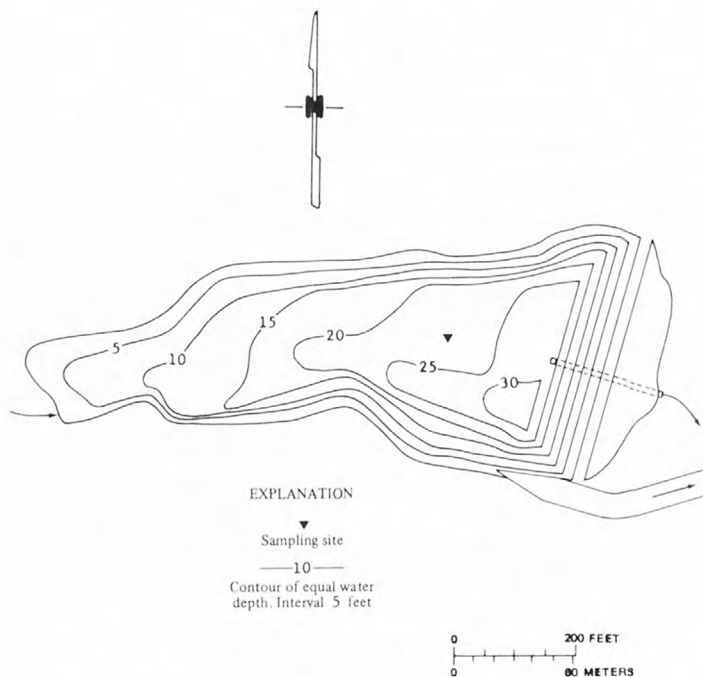 5
10
15
20
25
30
EXPLANATION
Sampling site
10
Contour of equal water
depth. Interval 5 feet
0 200 FEET
0 60 METERS